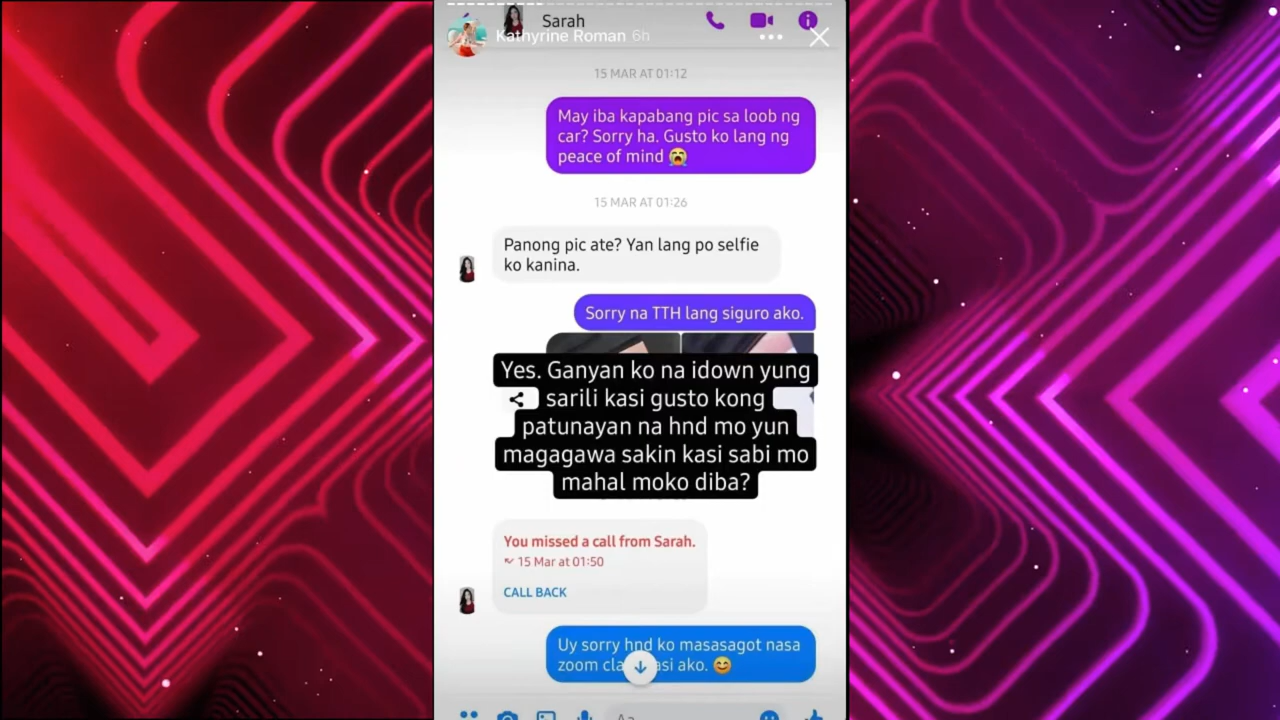 Sarah
Kathyrine Roman 6h
15 MAR AT 01:12
May iba kapabang pic sa loob ng
car? Sorry ha. Gusto ko lang ng
peace of mind 😭
15 MAR AT 01:26
Panong pic ate? Yan lang po selfie
ko kanina.
Sorry na TTH lang siguro ako.
Yes. Ganyan ko na idown yung
sarili kasi gusto kong
patunayan na hnd mo yun
magagawa sakin kasi sabi mo
mahal moko diba?
You missed a call from Sarah.
15 Mar at 01:50
CALL BACK
Uy sorry hnd ko masasagot nasa
zoom asi ako. 😊
Aa